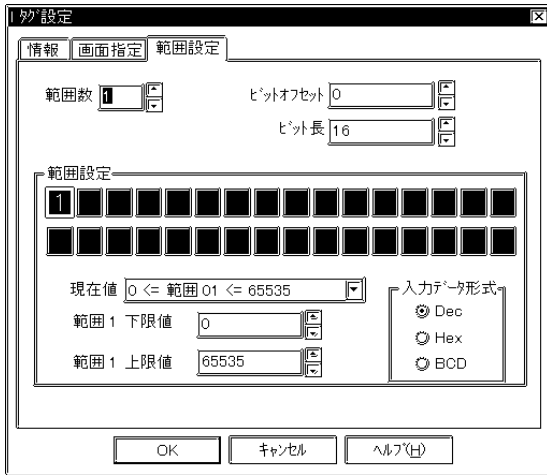 I ﾀｸﾞ設定
情報 画面指定 範囲設定
範囲数 1 ﾋﾞｯﾄｵﾌｾｯﾄ 0
ﾋﾞｯﾄ長 16
範囲設定
1
現在値 0 <= 範囲 01 <= 65535
入力ﾃﾞｰﾀ形式
Dec
範囲 1 下限値 0
Hex
範囲 1 上限値 65535
BCD
OK ｷｬﾝｾﾙ ﾍﾙﾌﾟ(H)